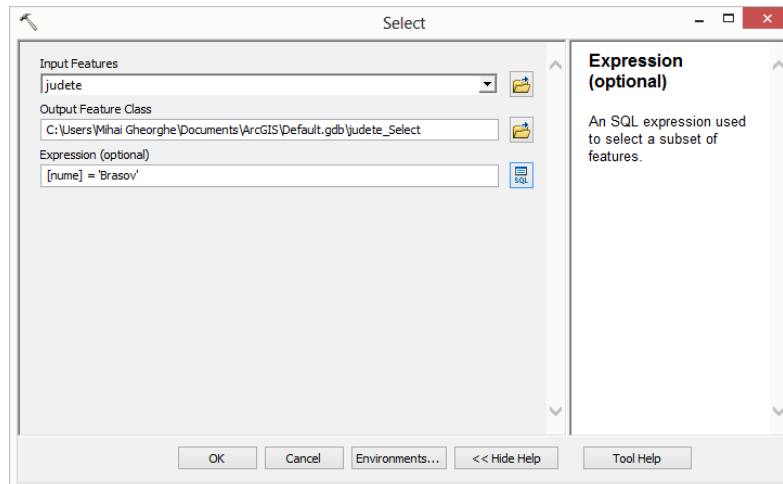 Select
Input Features
judete
Output Feature Class
C:\Users\Mihai Gheorghe\Documents\ArcGIS\Default.gdb\judete_Select
Expression (optional)
[nume] = 'Brasov'
SQL
Expression
(optional)
An SQL expression used
to select a subset of
features.
OK
Cancel
Environments...
<< Hide Help
Tool Help